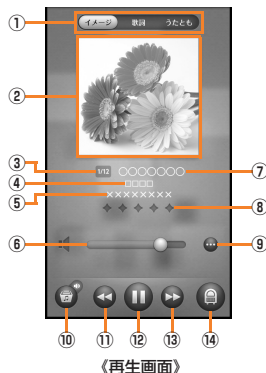 ① イメージ 歌詞 うたとも
②
③ 1/12 ○○○○○○○ ⑦
④ □□□□
⑤ ×××××××× ⑧
⑥ ⑨
⑩ ⑪ ⑫ ⑬ ⑭
《再生画面》